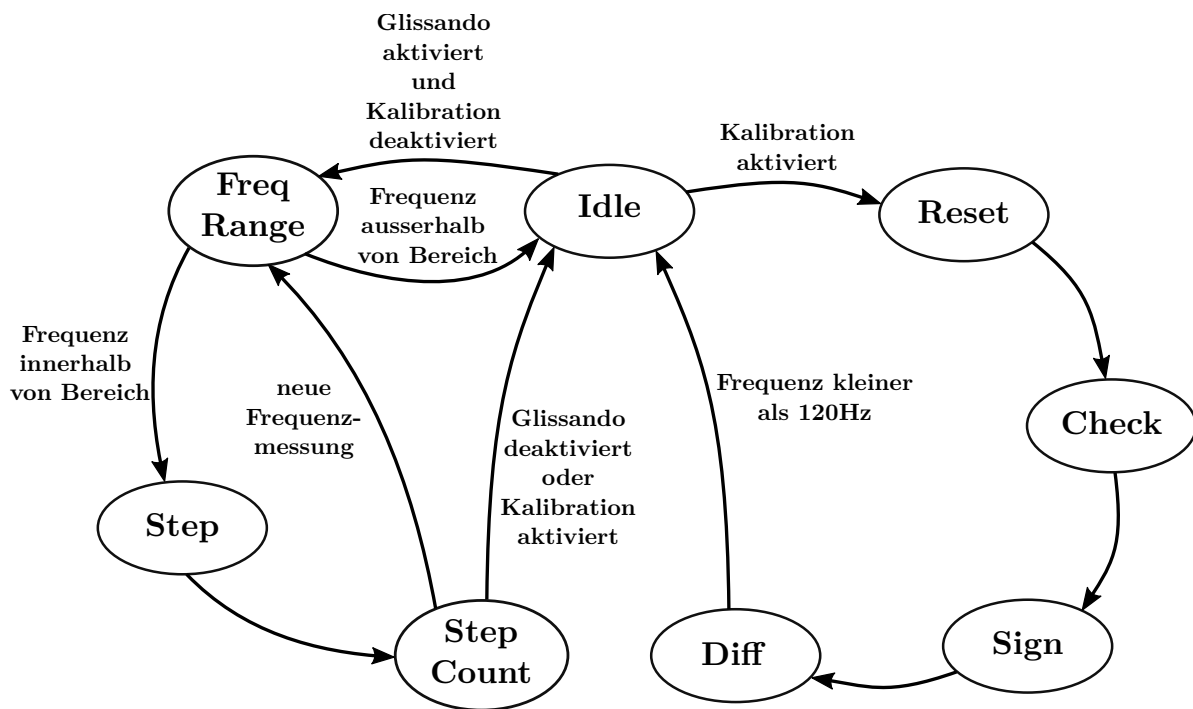 Glissando
aktiviert
und
Kalibration
deaktiviert
Kalibration
aktiviert
Freq
Range
Frequenz
ausserhalb
von Bereich
Idle
Reset
Frequenz
innerhalb
von Bereich
neue
Frequenz-
messung
Glissando
deaktiviert
oder
Kalibration
aktiviert
Frequenz kleiner
als 120Hz
Check
Step
Step
Count
Diff
Sign